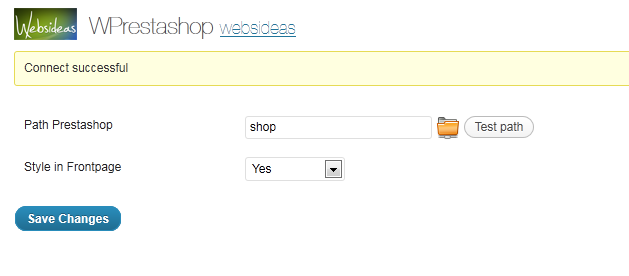 Websideas WPrestashop websideas
Connect successful
Path Prestashop shop Test path
Style in Frontpage Yes
Save Changes